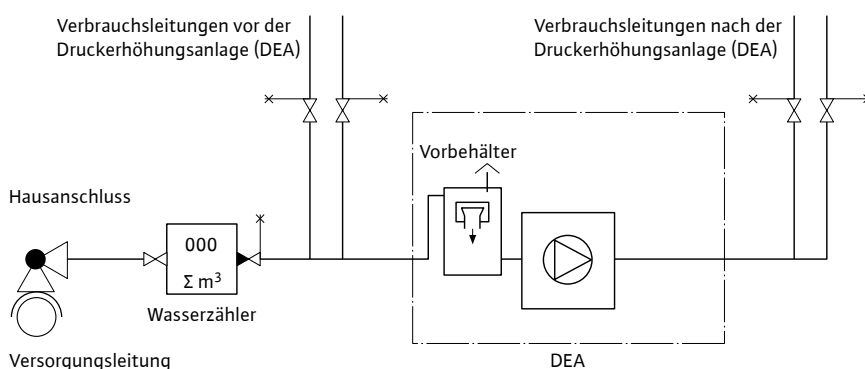 Verbrauchsleitungen vor der
Druckerhöhungsanlage (DEA)
Verbrauchsleitungen nach der
Druckerhöhungsanlage (DEA)
Vorbehälter
Hausanschluss
000
Σ m³
Wasserzähler
Versorgungsleitung
DEA